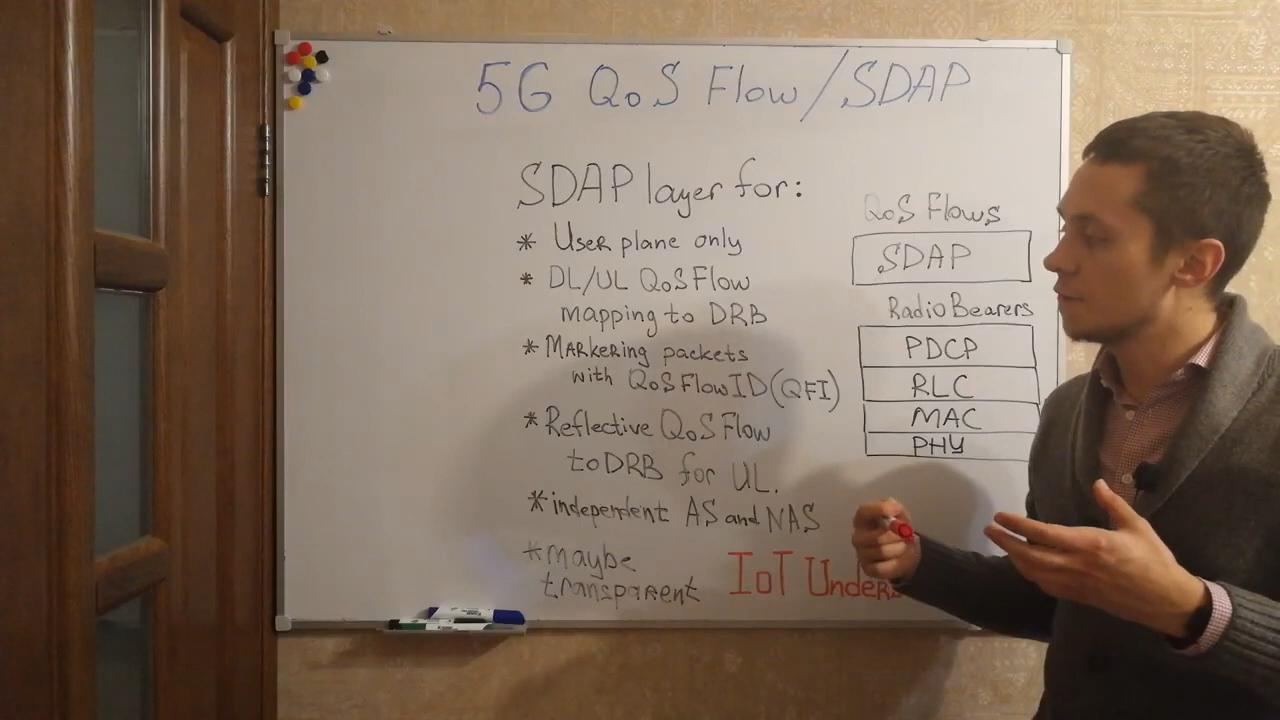 5G QoS Flow/SDAP
SDAP layer for:
* User plane only
* DL/UL QoS Flow
mapping to DRB
* Markering packets
with QoS Flow ID (QFI)
* Reflective QoS Flow
to DRB for UL.
* independent AS and NAS
* maybe
transparent
QoS Flows
SDAP
Radio Bearers
PDCP
RLC
MAC
PHY
IoT Unders